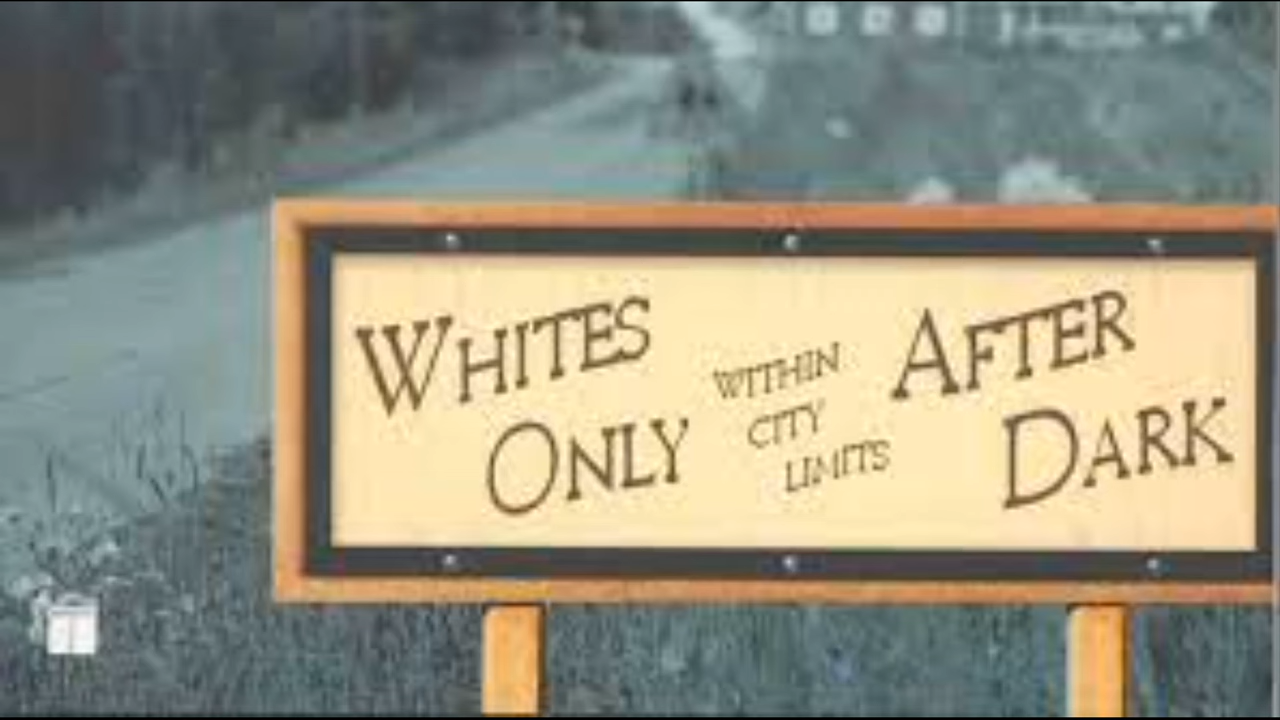 WHITES
ONLY
WITHIN
CITY
LIMITS
AFTER
DARK